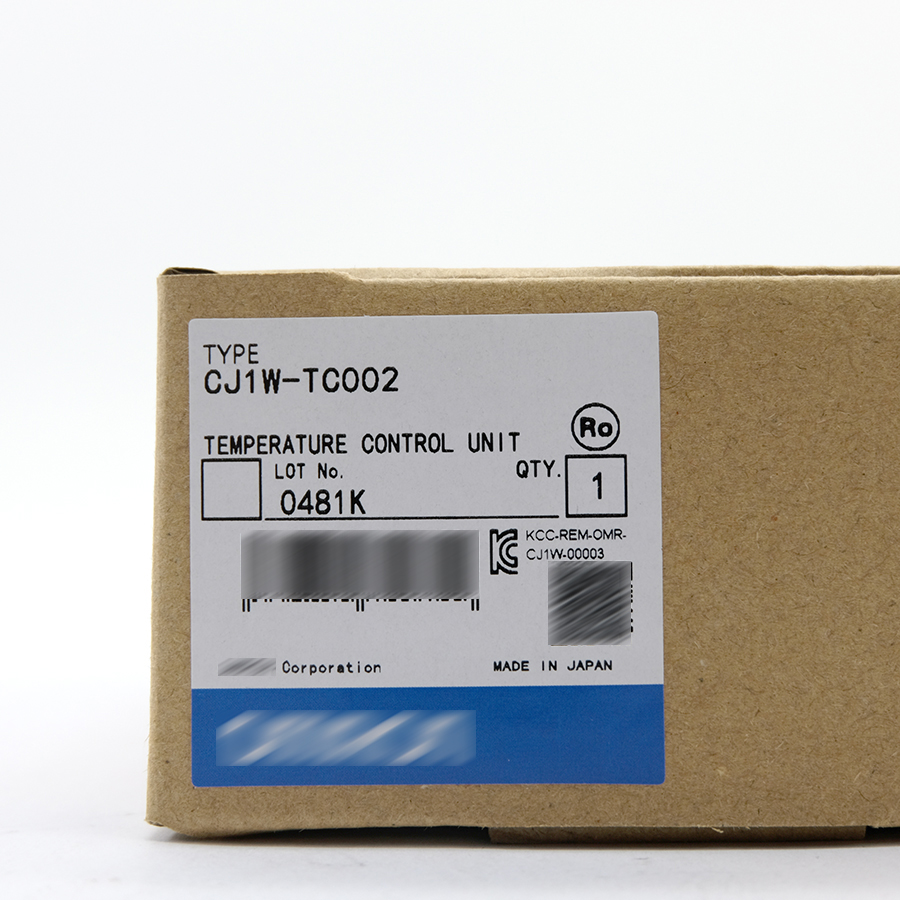 TYPE
CJ1W-TC002
Ro
TEMPERATURE CONTROL UNIT
LOT No.
QTY.
0481K
1
KCC-REM-OMR-
CJ1W-00003
Corporation
MADE IN JAPAN